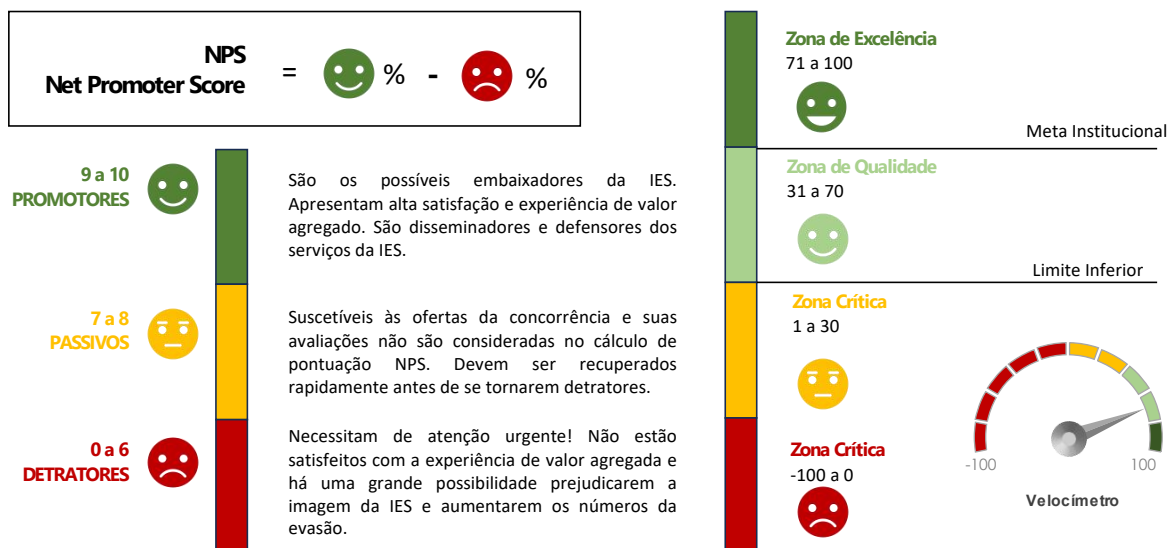 NPS
Net Promoter Score
= % - %
9 a 10
PROMOTORES
São os possíveis embaixadores da IES.
Apresentam alta satisfação e experiência de valor
agregado. São disseminadores e defensores dos
serviços da IES.
7 a 8
PASSIVOS
Suscetíveis às ofertas da concorrência e suas
avaliações não são consideradas no cálculo de
pontuação NPS. Devem ser recuperados
rapidamente antes de se tornarem detratores.
0 a 6
DETRATORES
Necessitam de atenção urgente! Não estão
satisfeitos com a experiência de valor agregada e
há uma grande possibilidade prejudicarem a
imagem da IES e aumentarem os números da
evasão.
Zona de Excelência
71 a 100
Meta Institucional
Zona de Qualidade
31 a 70
Limite Inferior
Zona Crítica
1 a 30
Zona Crítica
-100 a 0
-100
100
Velocímetro